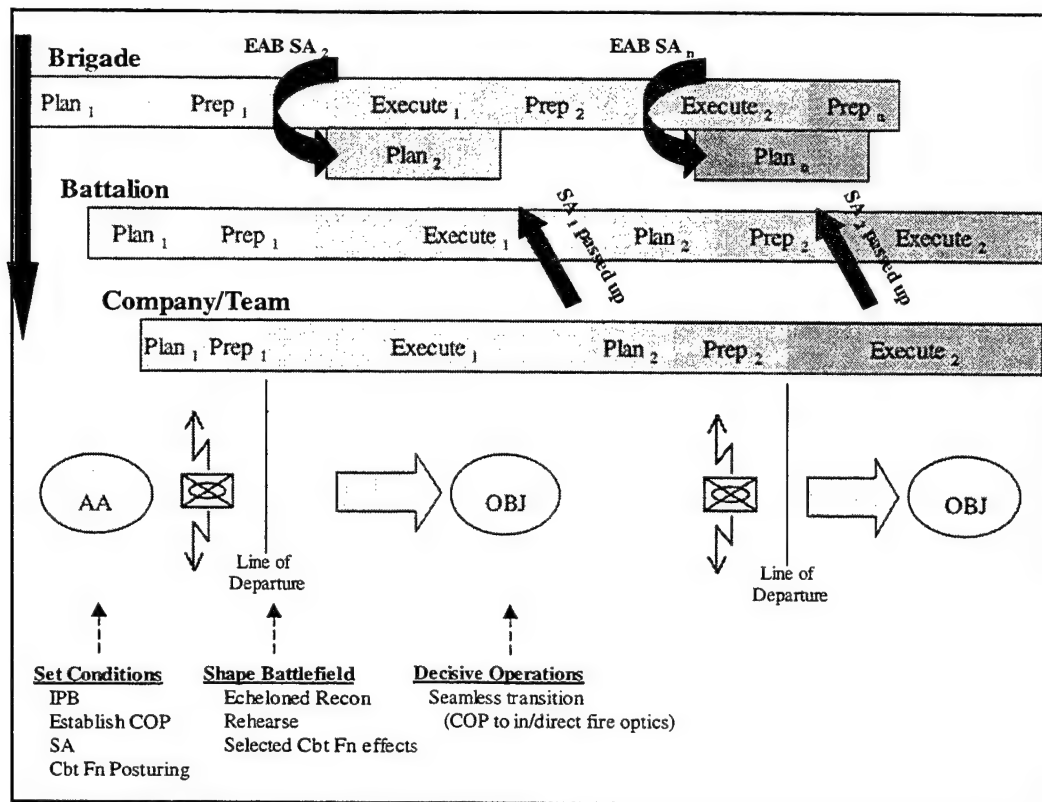 EAB SA 2
EAB SA n
Brigade
Plan 1 Prep 1 Execute 1 Prep 2 Execute 2 Prep n
Plan 2 Plan n
Battalion
SA 1 passed up
SA 2 passed up
Plan 1 Prep 1 Execute 1 Plan 2 Prep 2 Execute 2
Company/Team
Plan 1 Prep 1 Execute 1 Plan 2 Prep 2 Execute 2
AA OBJ OBJ
Line of
Departure
Line of
Departure
Set Conditions
IPB
Establish COP
SA
Cbt Fn Posturing
Shape Battlefield
Echeloned Recon
Rehearse
Selected Cbt Fn effects
Decisive Operations
Seamless transition
(COP to in/direct fire optics)